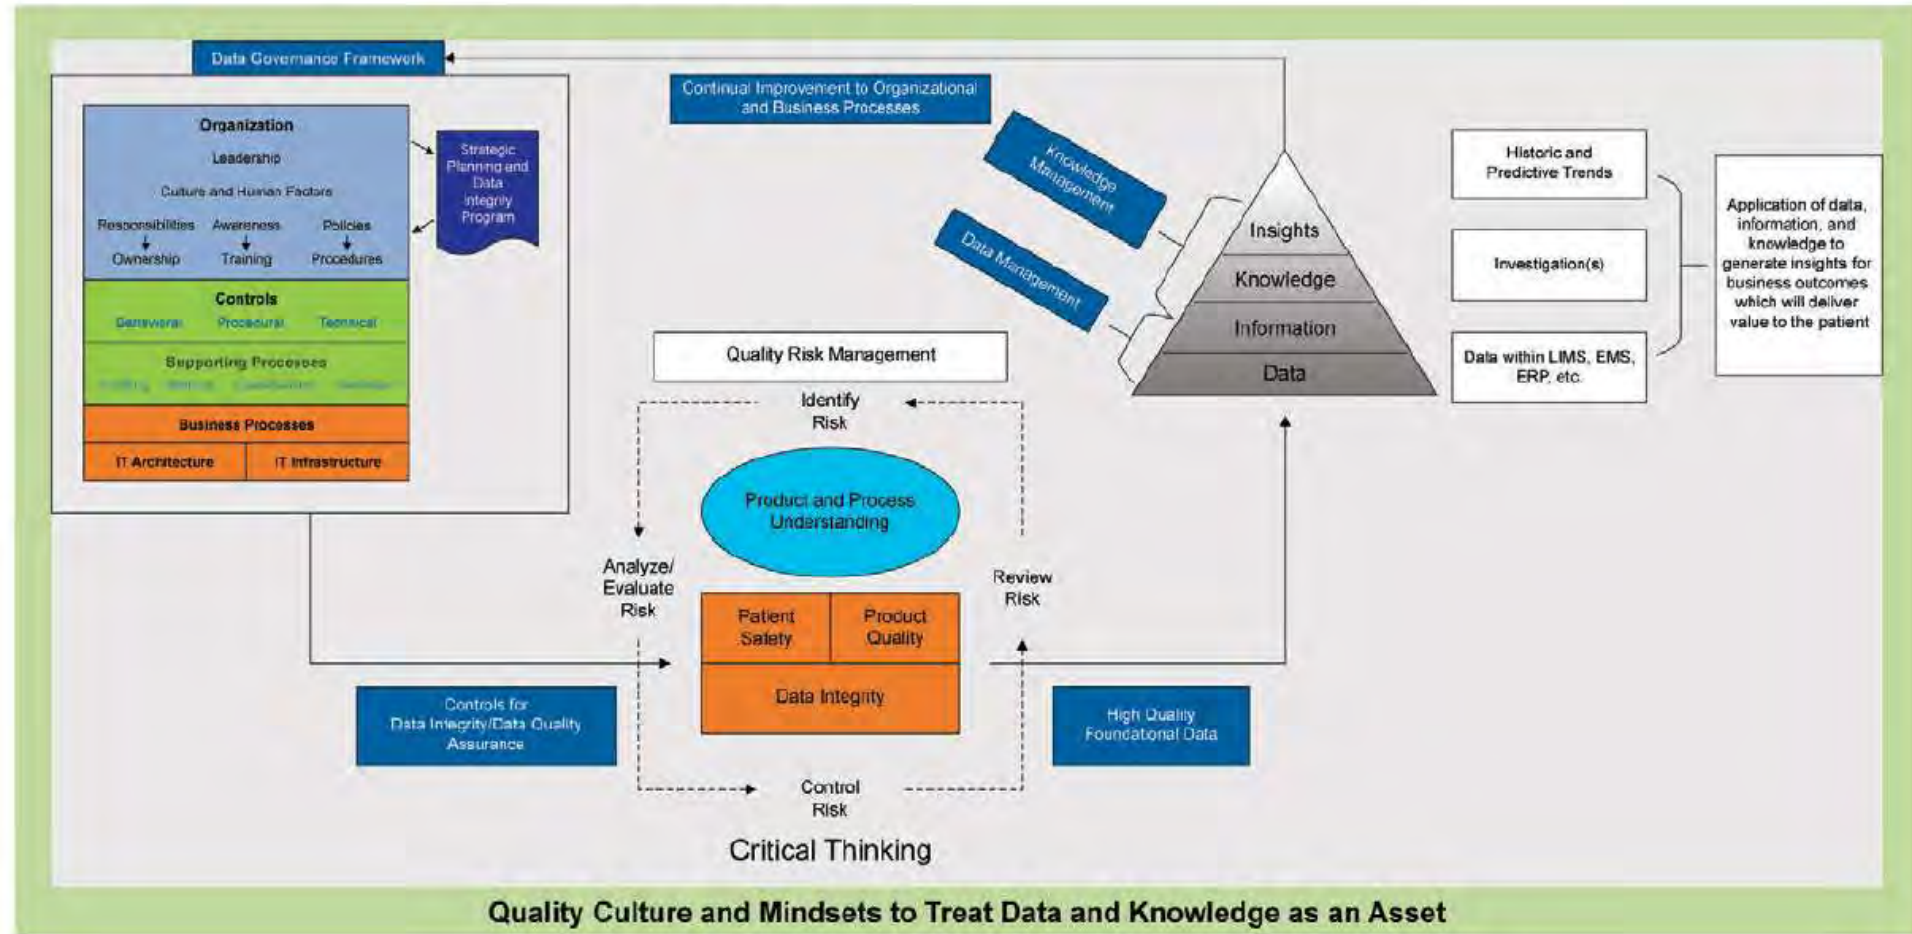 Data Governance Framework
Organization
Leadership
Culture and Human Factors
Responsibilities
Awareness
Policies
Ownership
Training
Procedures
Strategic
Planning and
Data
Integrity
Program
Controls
Behavioral
Procedural
Technical
Supporting Processes
Business Processes
IT Architecture
IT Infrastructure
Continual Improvement to Organizational
and Business Processes
Knowledge
Management
Data Management
Insights
Knowledge
Information
Data
Historic and
Predictive Trends
Investigation(s)
Data within LIMS, EMS,
ERP, etc.
Application of data,
information, and
knowledge to
generate insights for
business outcomes
which will deliver
value to the patient
Quality Risk Management
Identify
Risk
Product and Process
Understanding
Analyze/
Evaluate
Risk
Review
Risk
Patient
Safety
Product
Quality
Data Integrity
Controls for
Data Integrity/Data Quality
Assurance
High Quality
Foundational Data
Control
Risk
Critical Thinking
Quality Culture and Mindsets to Treat Data and Knowledge as an Asset